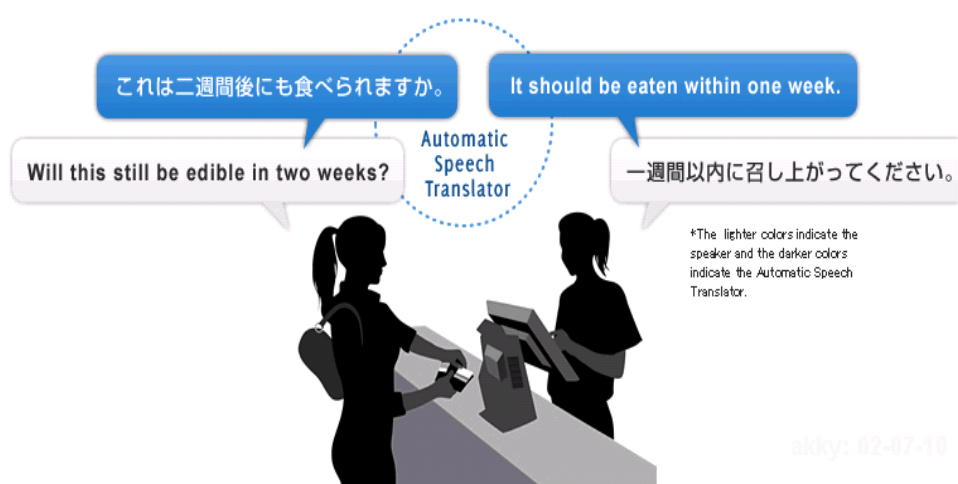 これは二週間後にも食べられますか。
It should be eaten within one week.
Automatic
Speech
Translator
Will this still be edible in two weeks?
一週間以内に召し上がってください。
*The lighter colors indicate the
speaker and the darker colors
indicate the Automatic Speech
Translator.
akky: 02-07-10